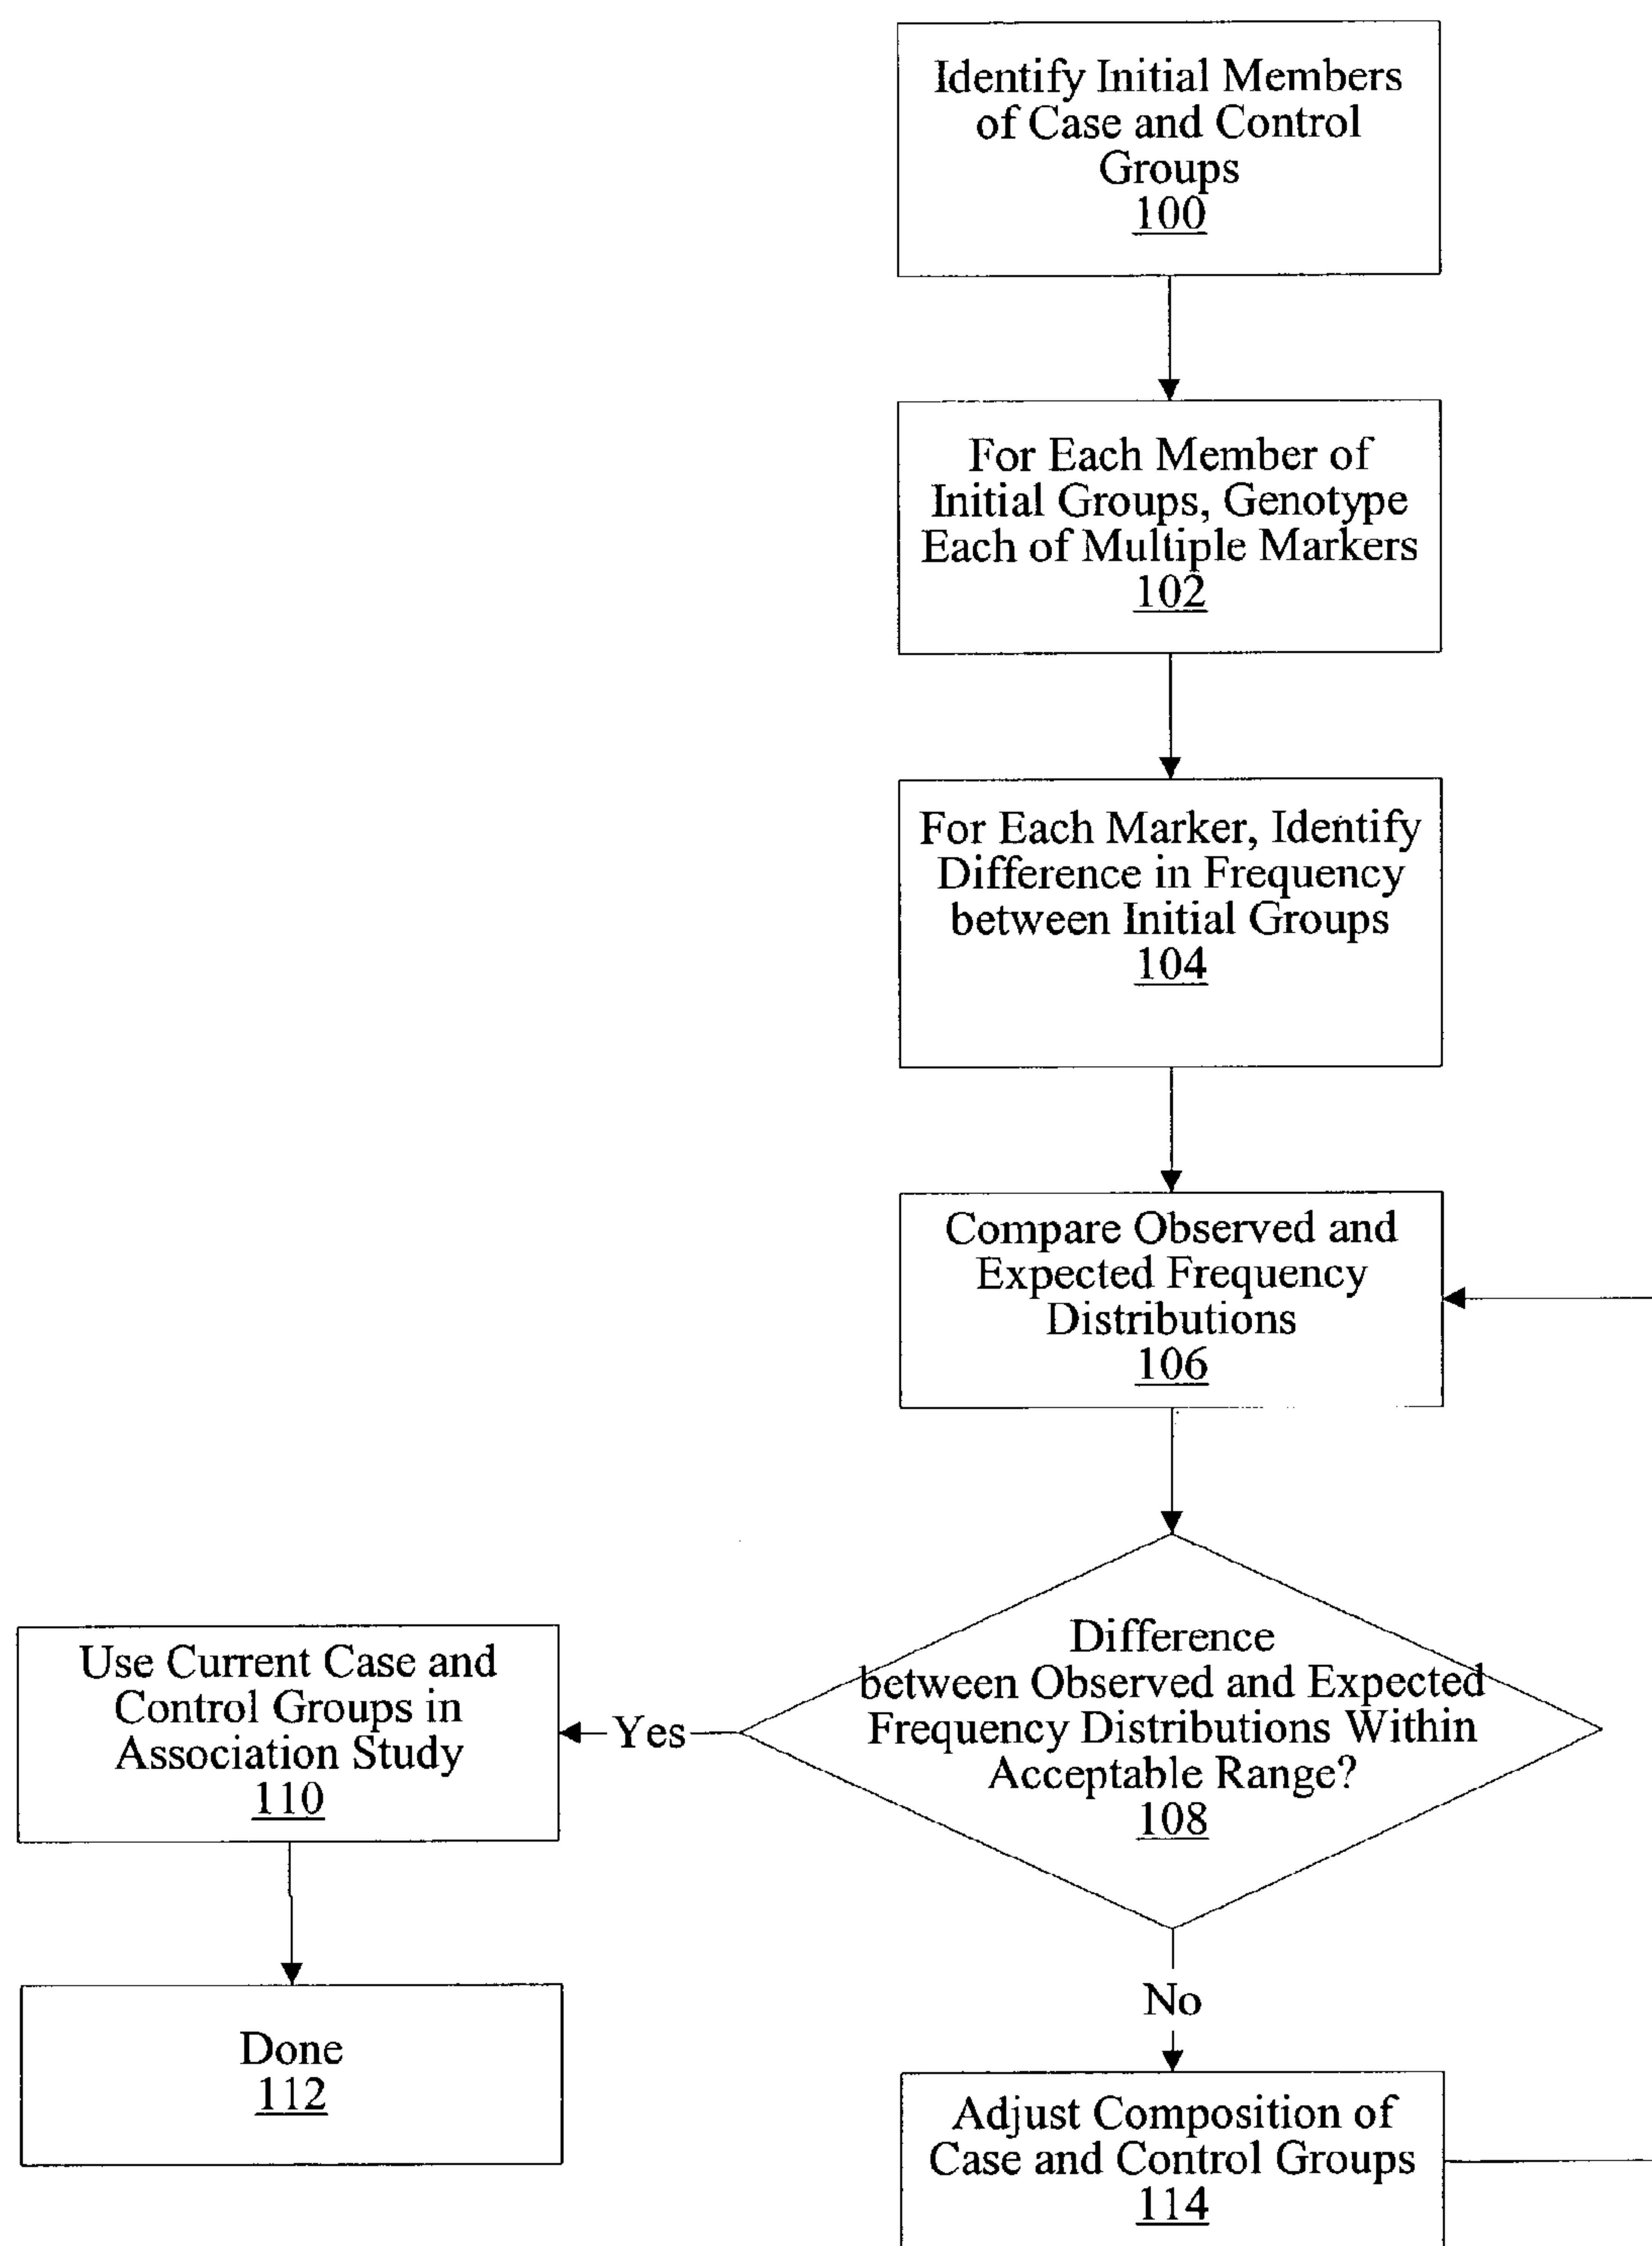 Identify Initial Members
of Case and Control
Groups
100
For Each Member of
Initial Groups, Genotype
Each of Multiple Markers
102
For Each Marker, Identify
Difference in Frequency
between Initial Groups
104
Compare Observed and
Expected Frequency
Distributions
106
Difference
between Observed and Expected
Frequency Distributions Within
Acceptable Range?
108
Yes
Use Current Case and
Control Groups in
Association Study
110
Done
112
No
Adjust Composition of
Case and Control Groups
114